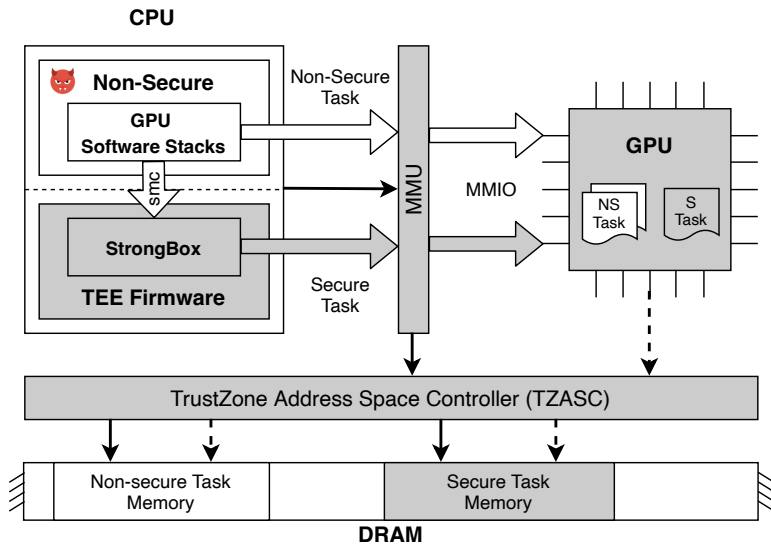 CPU
Non-Secure
GPU
Software Stacks
smc
StrongBox
TEE Firmware
Non-Secure
Task
Secure
Task
MMU
MMIO
GPU
NS
Task
S
Task
TrustZone Address Space Controller (TZASC)
Non-secure Task
Memory
Secure Task
Memory
DRAM